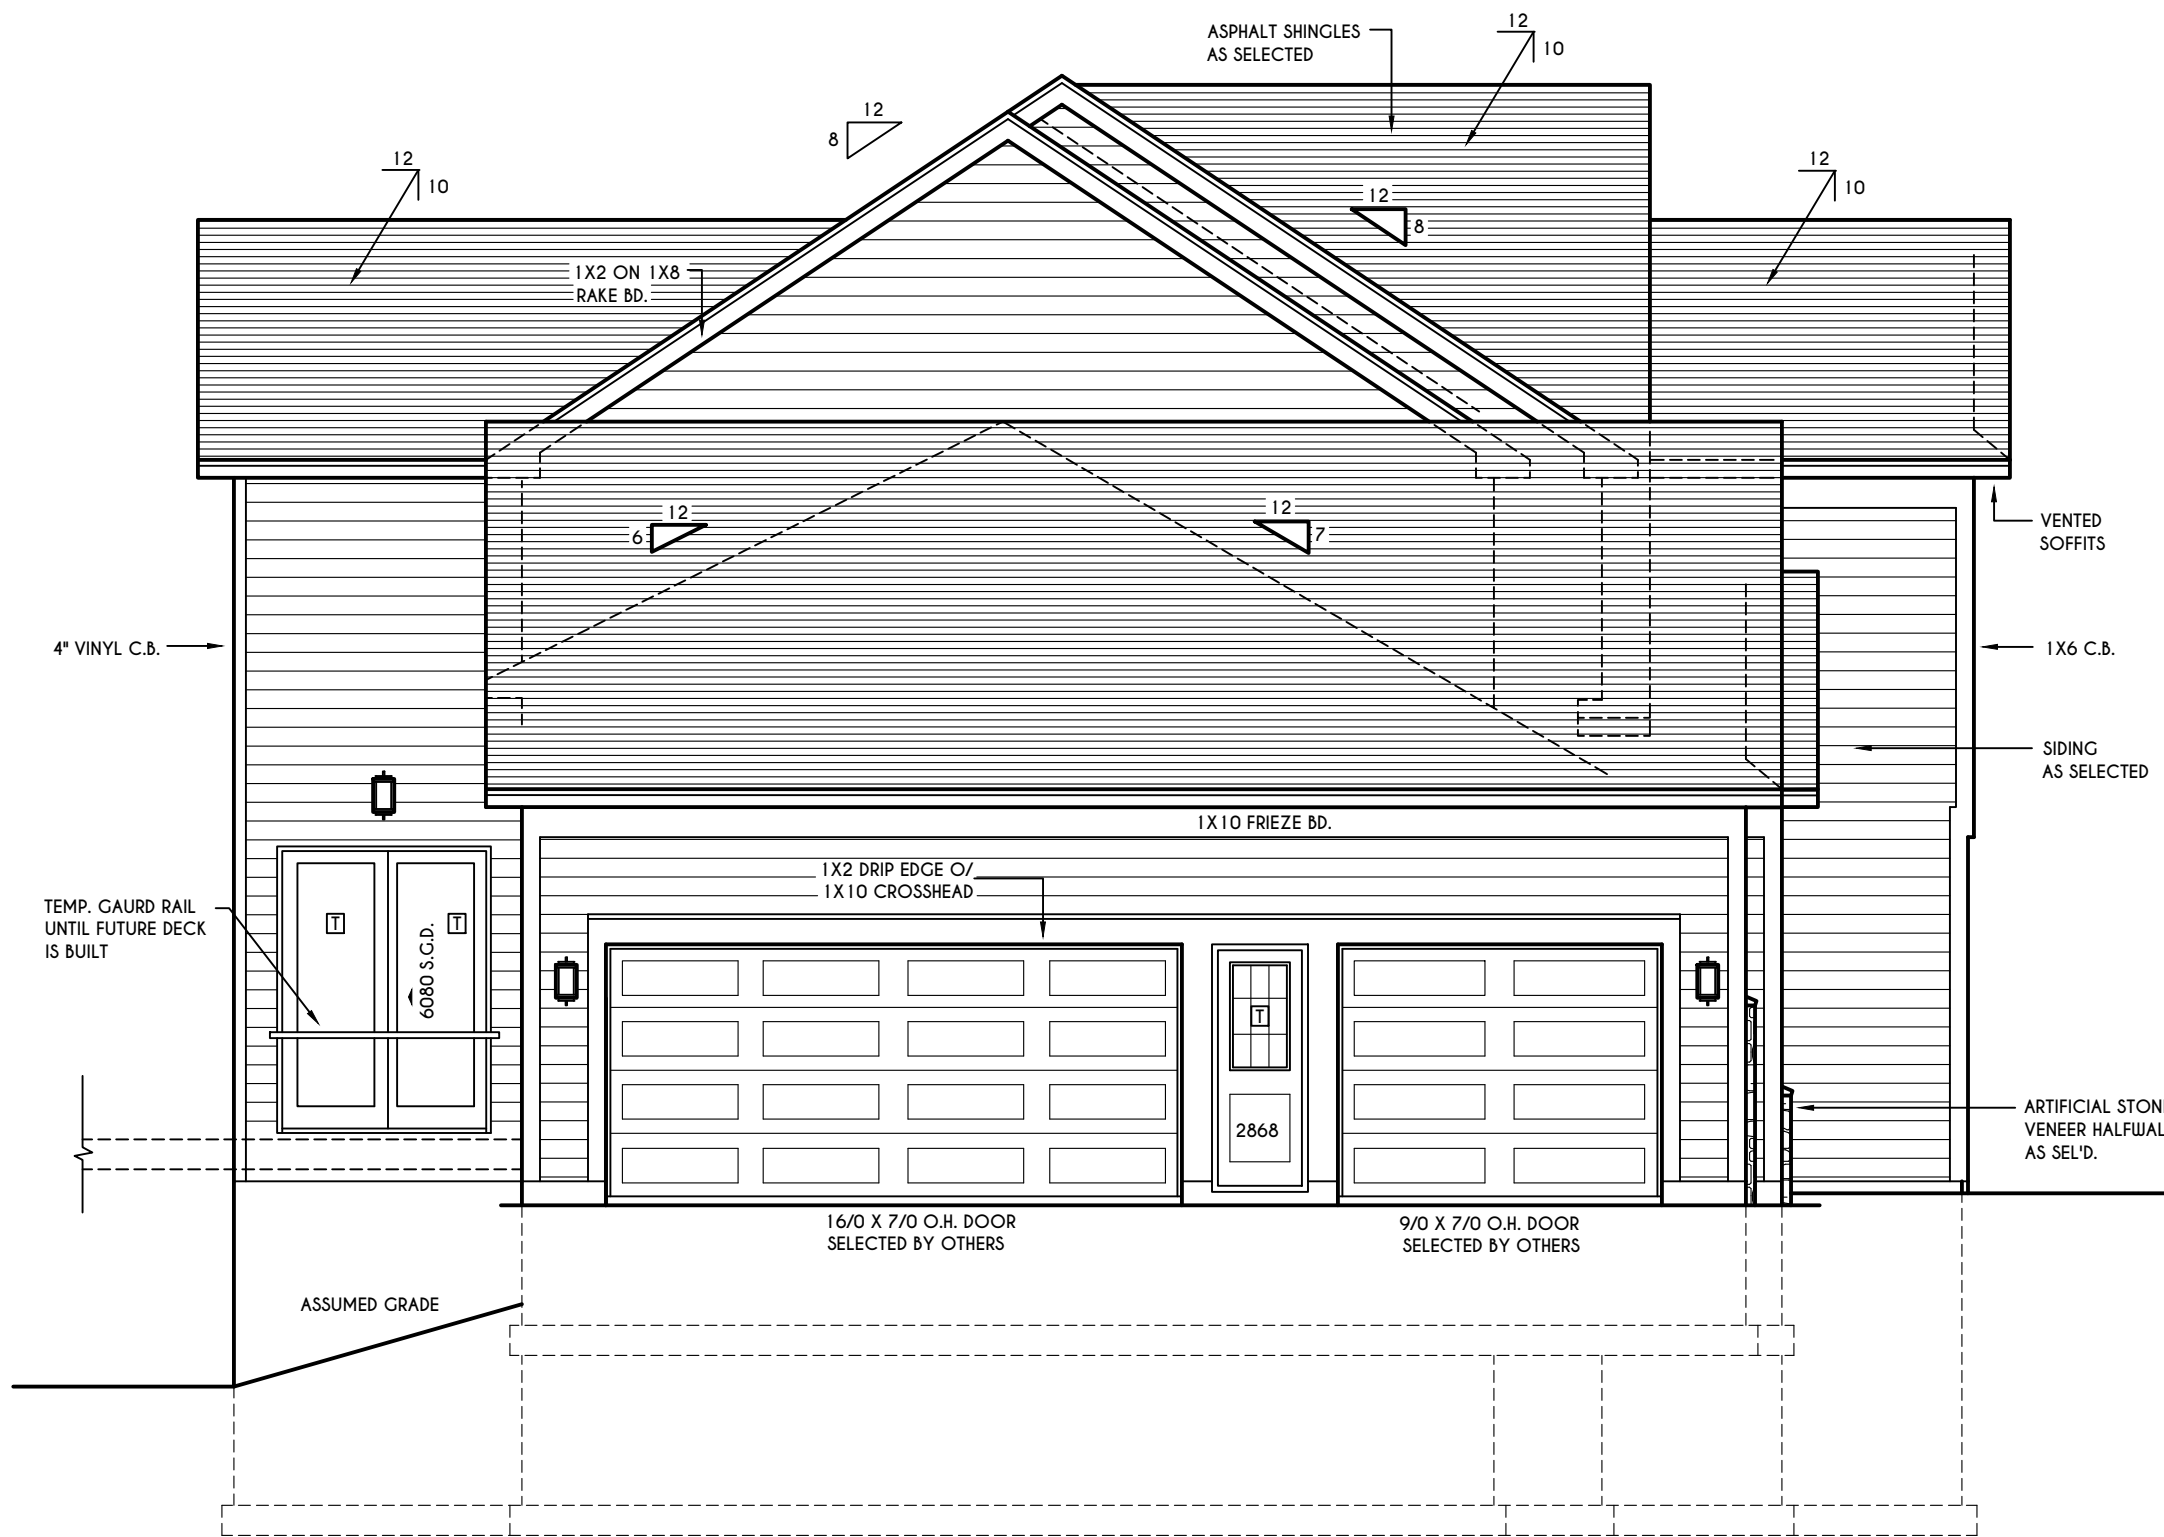 12
10
ASPHALT SHINGLES
AS SELECTED
12
8
12
10
12
10
12
8
1X2 ON 1X8
RAKE BD.
12
6
12
7
VENTED
SOFFITS
4" VINYL C.B.
1X6 C.B.
SIDING
AS SELECTED
1X10 FRIEZE BD.
1X2 DRIP EDGE O/
1X10 CROSSHEAD
TEMP. GAURD RAIL
UNTIL FUTURE DECK
IS BUILT
T
T
6080 S.G.D.
T
2868
ARTIFICIAL STON
VENEER HALFWAL
AS SEL'D.
16/0 X 7/0 O.H. DOOR
SELECTED BY OTHERS
9/0 X 7/0 O.H. DOOR
SELECTED BY OTHERS
ASSUMED GRADE